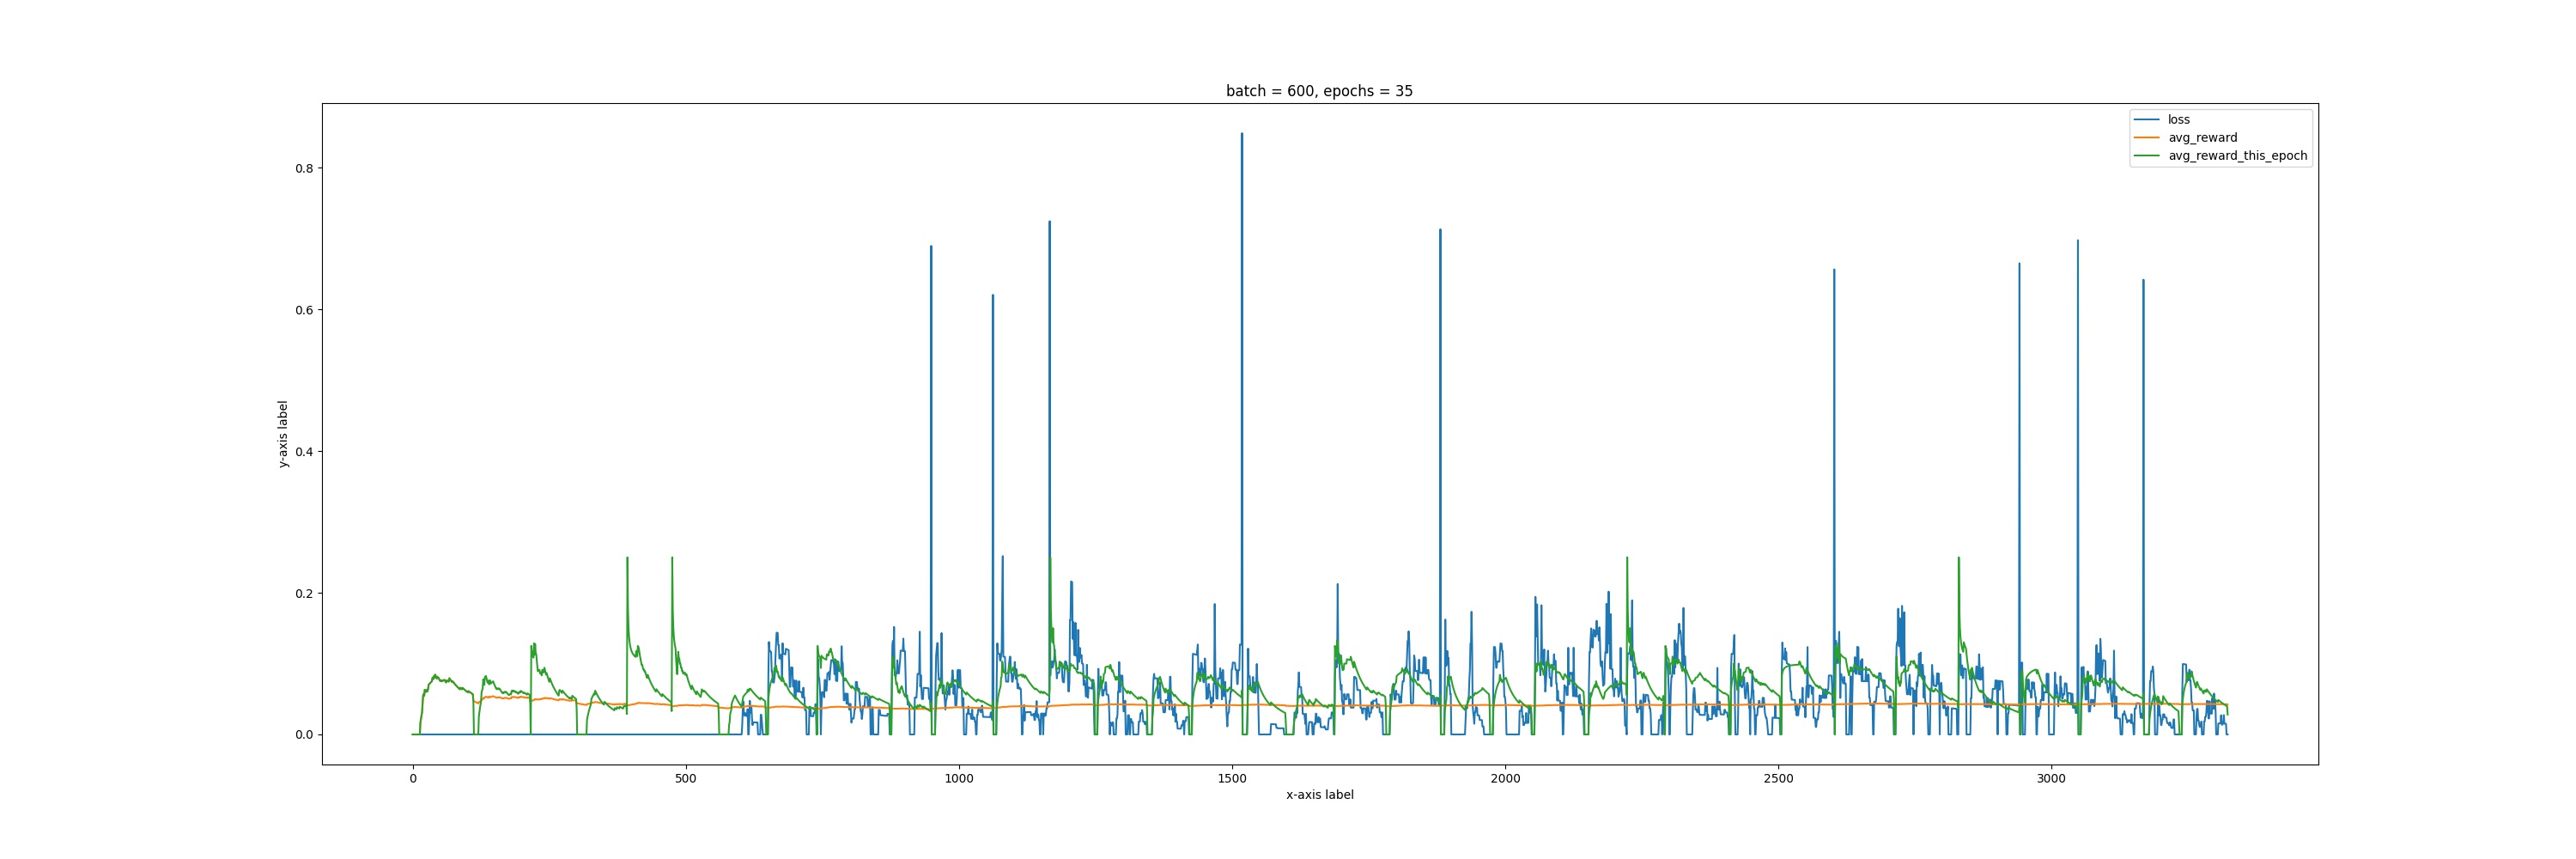 batch = 600, epochs = 35
loss
avg_reward
avg_reward_this_epoch
y-axis label
0.8
0.6
0.4
0.2
0.0
0
500
1000
1500
2000
2500
3000
x-axis label